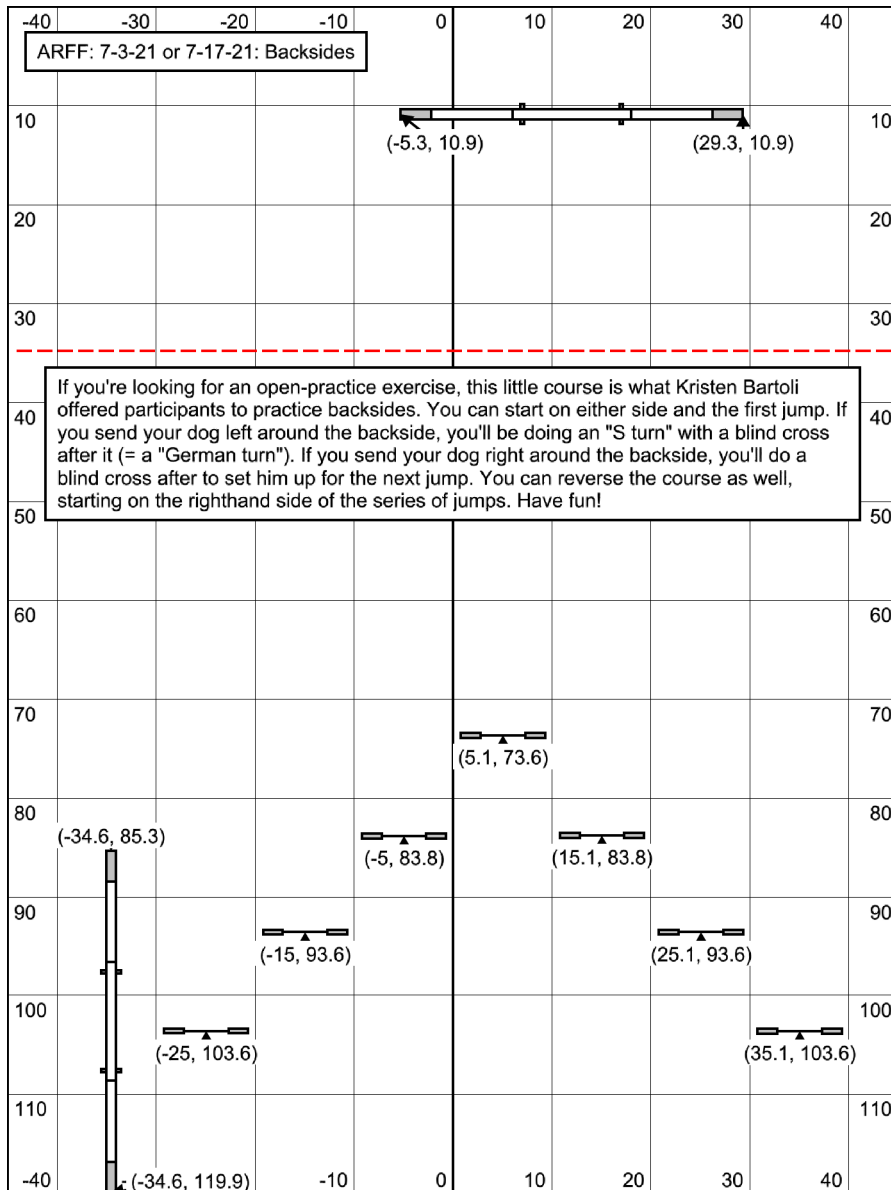 -40 -30 -20 -10 0 10 20 30 40
ARFF: 7-3-21 or 7-17-21: Backsides
10 10
(-5.3, 10.9) (29.3, 10.9)
20 20
30 30
If you're looking for an open-practice exercise, this little course is what Kristen Bartoli
offered participants to practice backsides. You can start on either side and the first jump. If
you send your dog left around the backside, you'll be doing an "S turn" with a blind cross
after it (= a "German turn"). If you send your dog right around the backside, you'll do a
blind cross after to set him up for the next jump. You can reverse the course as well,
starting on the righthand side of the series of jumps. Have fun!
40 40
50 50
60 60
70 70
(5.1, 73.6)
80 80
(-34.6, 85.3)
(-5, 83.8) (15.1, 83.8)
90 90
(-15, 93.6) (25.1, 93.6)
100 100
(-25, 103.6) (35.1, 103.6)
110 110
-40 (-34.6, 119.9) -10 0 10 20 30 40